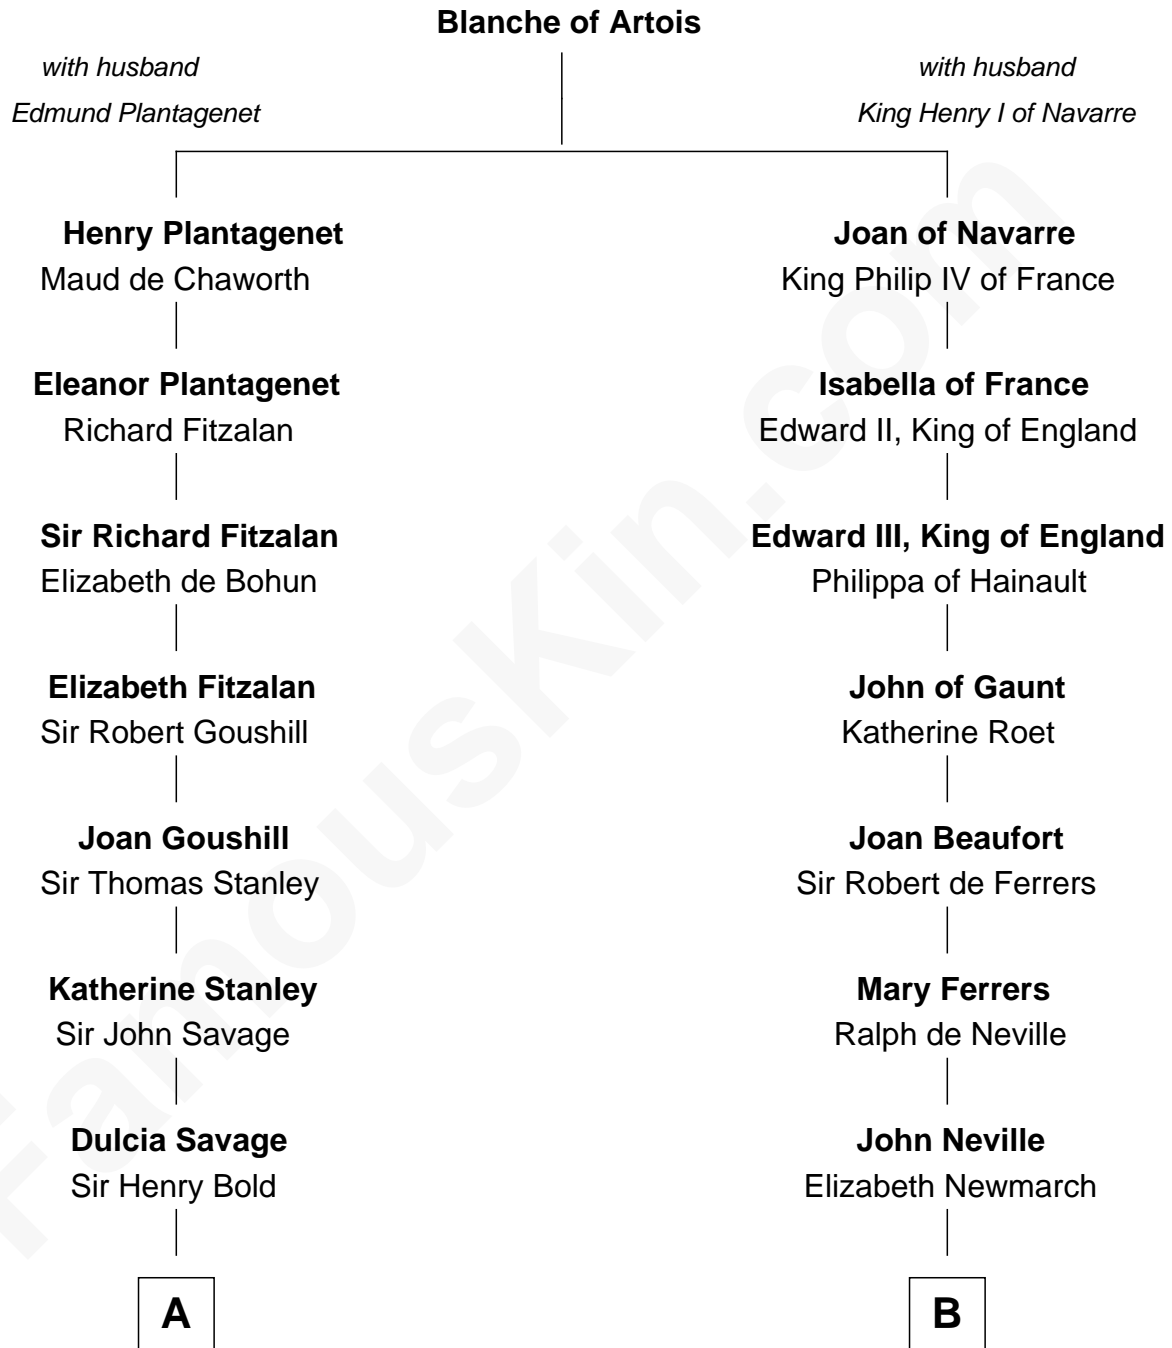 Blanche of Artois
with husband
Edmund Plantagenet
with husband
King Henry I of Navarre
Henry Plantagenet
Maud de Chaworth
Joan of Navarre
King Philip IV of France
Eleanor Plantagenet
Richard Fitzalan
Isabella of France
Edward II, King of England
Sir Richard Fitzalan
Elizabeth de Bohun
Edward III, King of England
Philippa of Hainault
Elizabeth Fitzalan
Sir Robert Goushill
John of Gaunt
Katherine Roet
Joan Goushill
Sir Thomas Stanley
Joan Beaufort
Sir Robert de Ferrers
Katherine Stanley
Sir John Savage
Mary Ferrers
Ralph de Neville
Dulcia Savage
Sir Henry Bold
John Neville
Elizabeth Newmarch
A
B
FamousKin.com